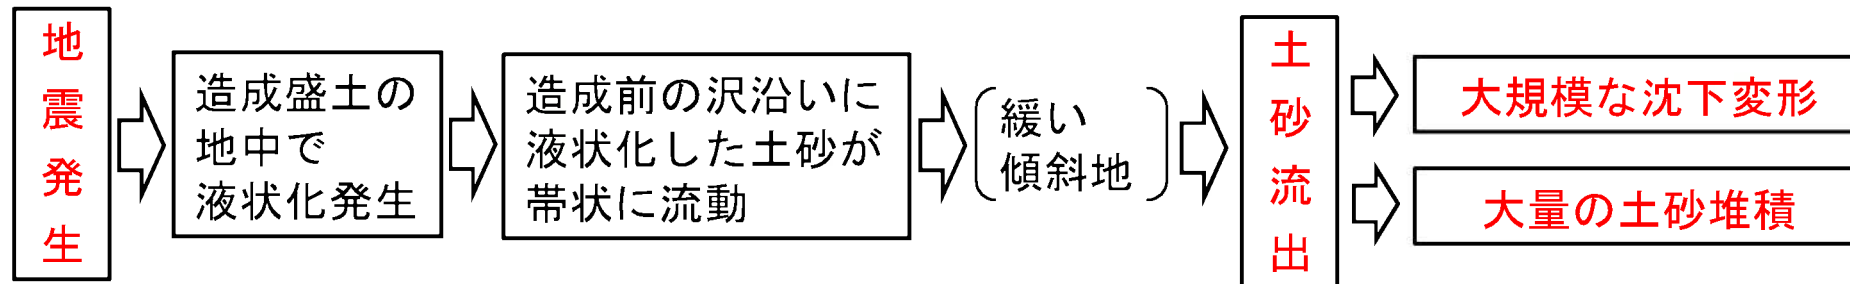 地震発生
造成盛土の
地中で
液状化発生
造成前の沢沿いに
液状化した土砂が
帯状に流動
緩い
傾斜地
土砂流出
大規模な沈下変形
大量の土砂堆積